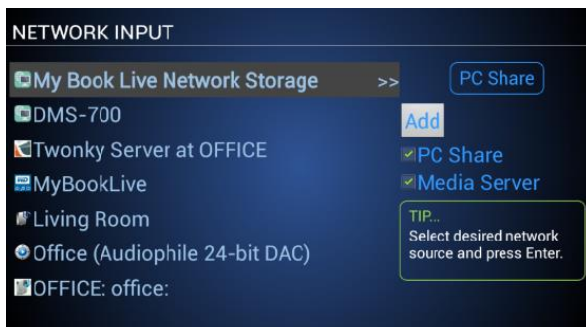 NETWORK INPUT
My Book Live Network Storage >>
DMS-700
Twonky Server at OFFICE
MyBookLive
Living Room
Office (Audiophile 24-bit DAC)
OFFICE: office:
PC Share
Add
PC Share
Media Server
TIP...
Select desired network
source and press Enter.